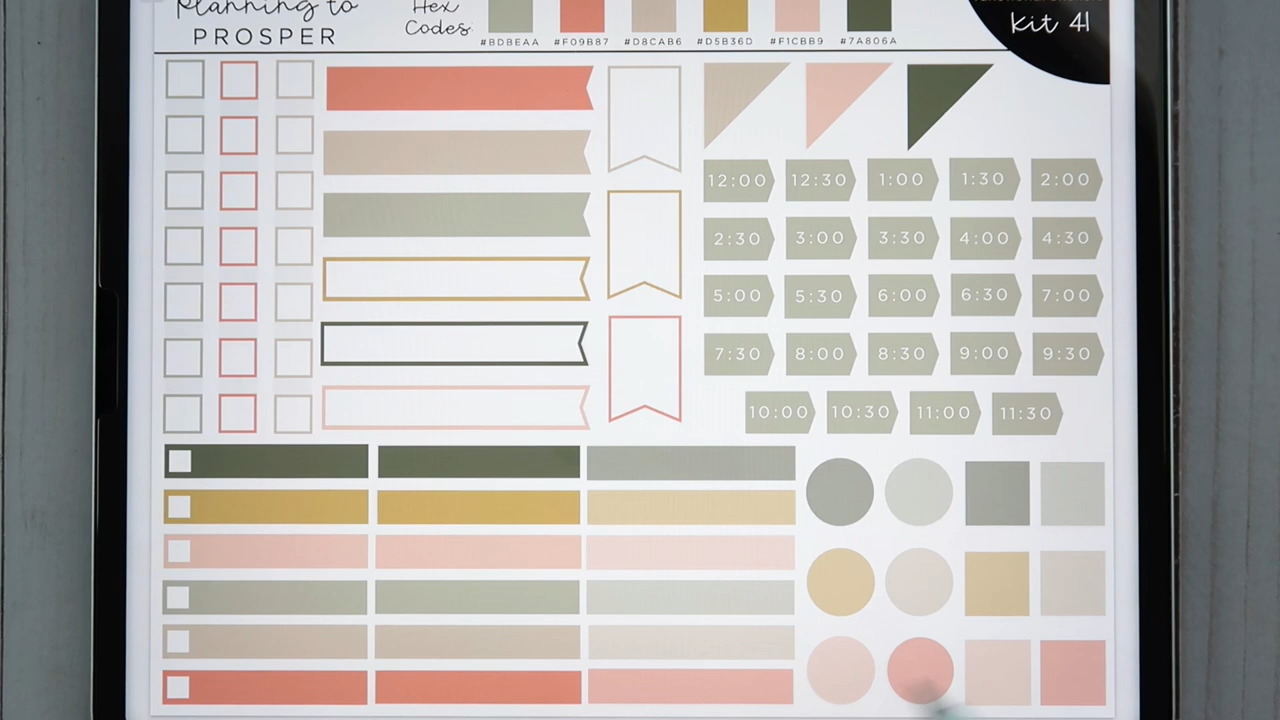 Planning to
PROSPER
Hex
Codes:
#BDBEAA #F09B87 #D8CAB6 #D5B36D #F1CBB9 #7A806A
Kit 41
12:00 12:30 1:00 1:30 2:00
2:30 3:00 3:30 4:00 4:30
5:00 5:30 6:00 6:30 7:00
7:30 8:00 8:30 9:00 9:30
10:00 10:30 11:00 11:30